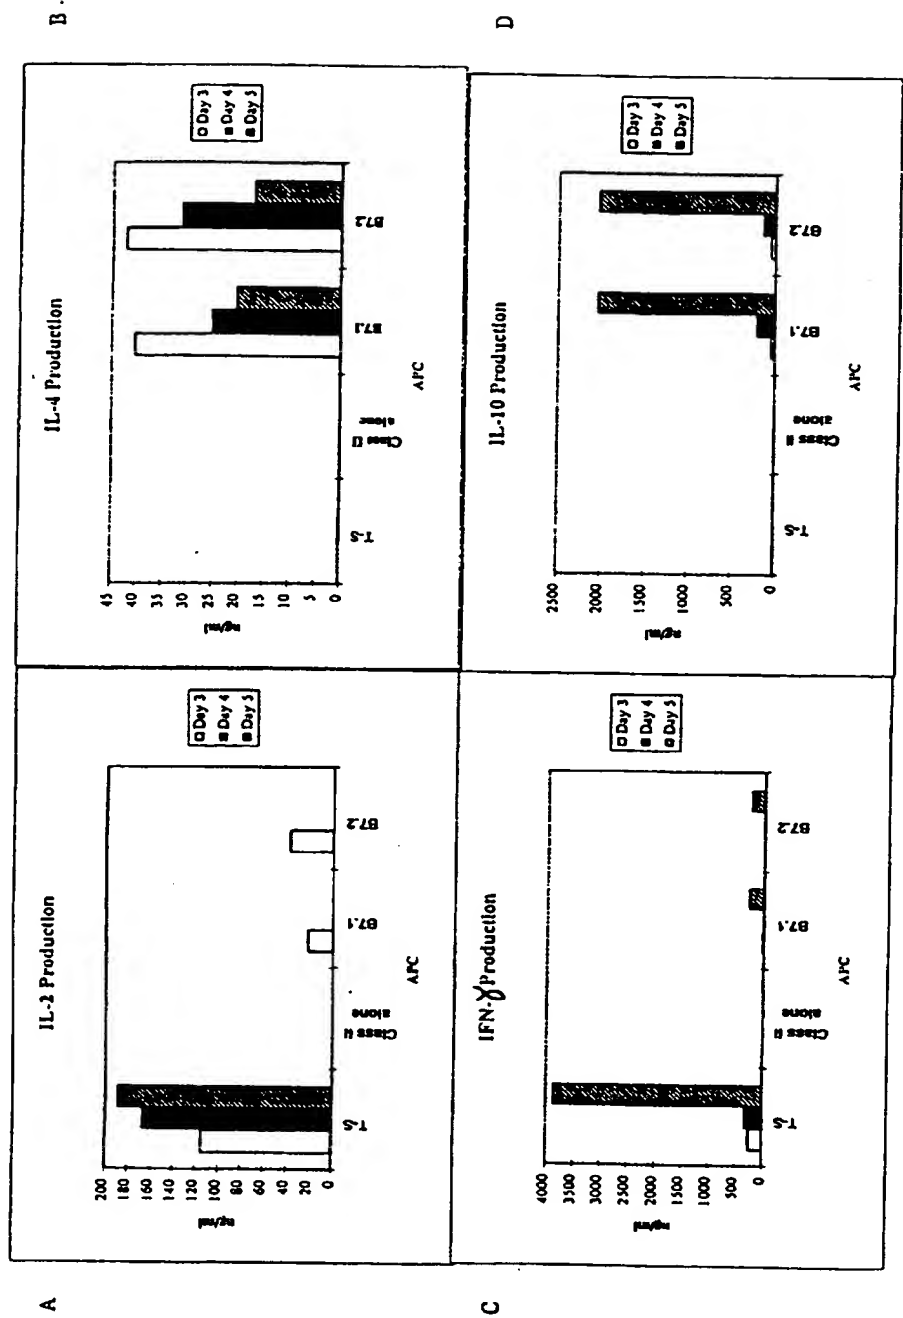 A
IL-2 Production
200
180
160
140
120
100
80
60
40
20
0
ng/ml
T-S
Class II
alone
B7.1
B7.2
APC
Day 3
Day 4
Day 5
B
IL-4 Production
45
40
35
30
25
20
15
10
5
0
ng/ml
T-S
Class II
alone
B7.1
B7.2
APC
Day 3
Day 4
Day 5
C
IFN-γ Production
4000
3500
3000
2500
2000
1500
1000
500
0
ng/ml
T-S
Class II
alone
B7.1
B7.2
APC
Day 3
Day 4
Day 5
D
IL-10 Production
2500
2000
1500
1000
500
0
ng/ml
T-S
Class II
alone
B7.1
B7.2
APC
Day 3
Day 4
Day 5